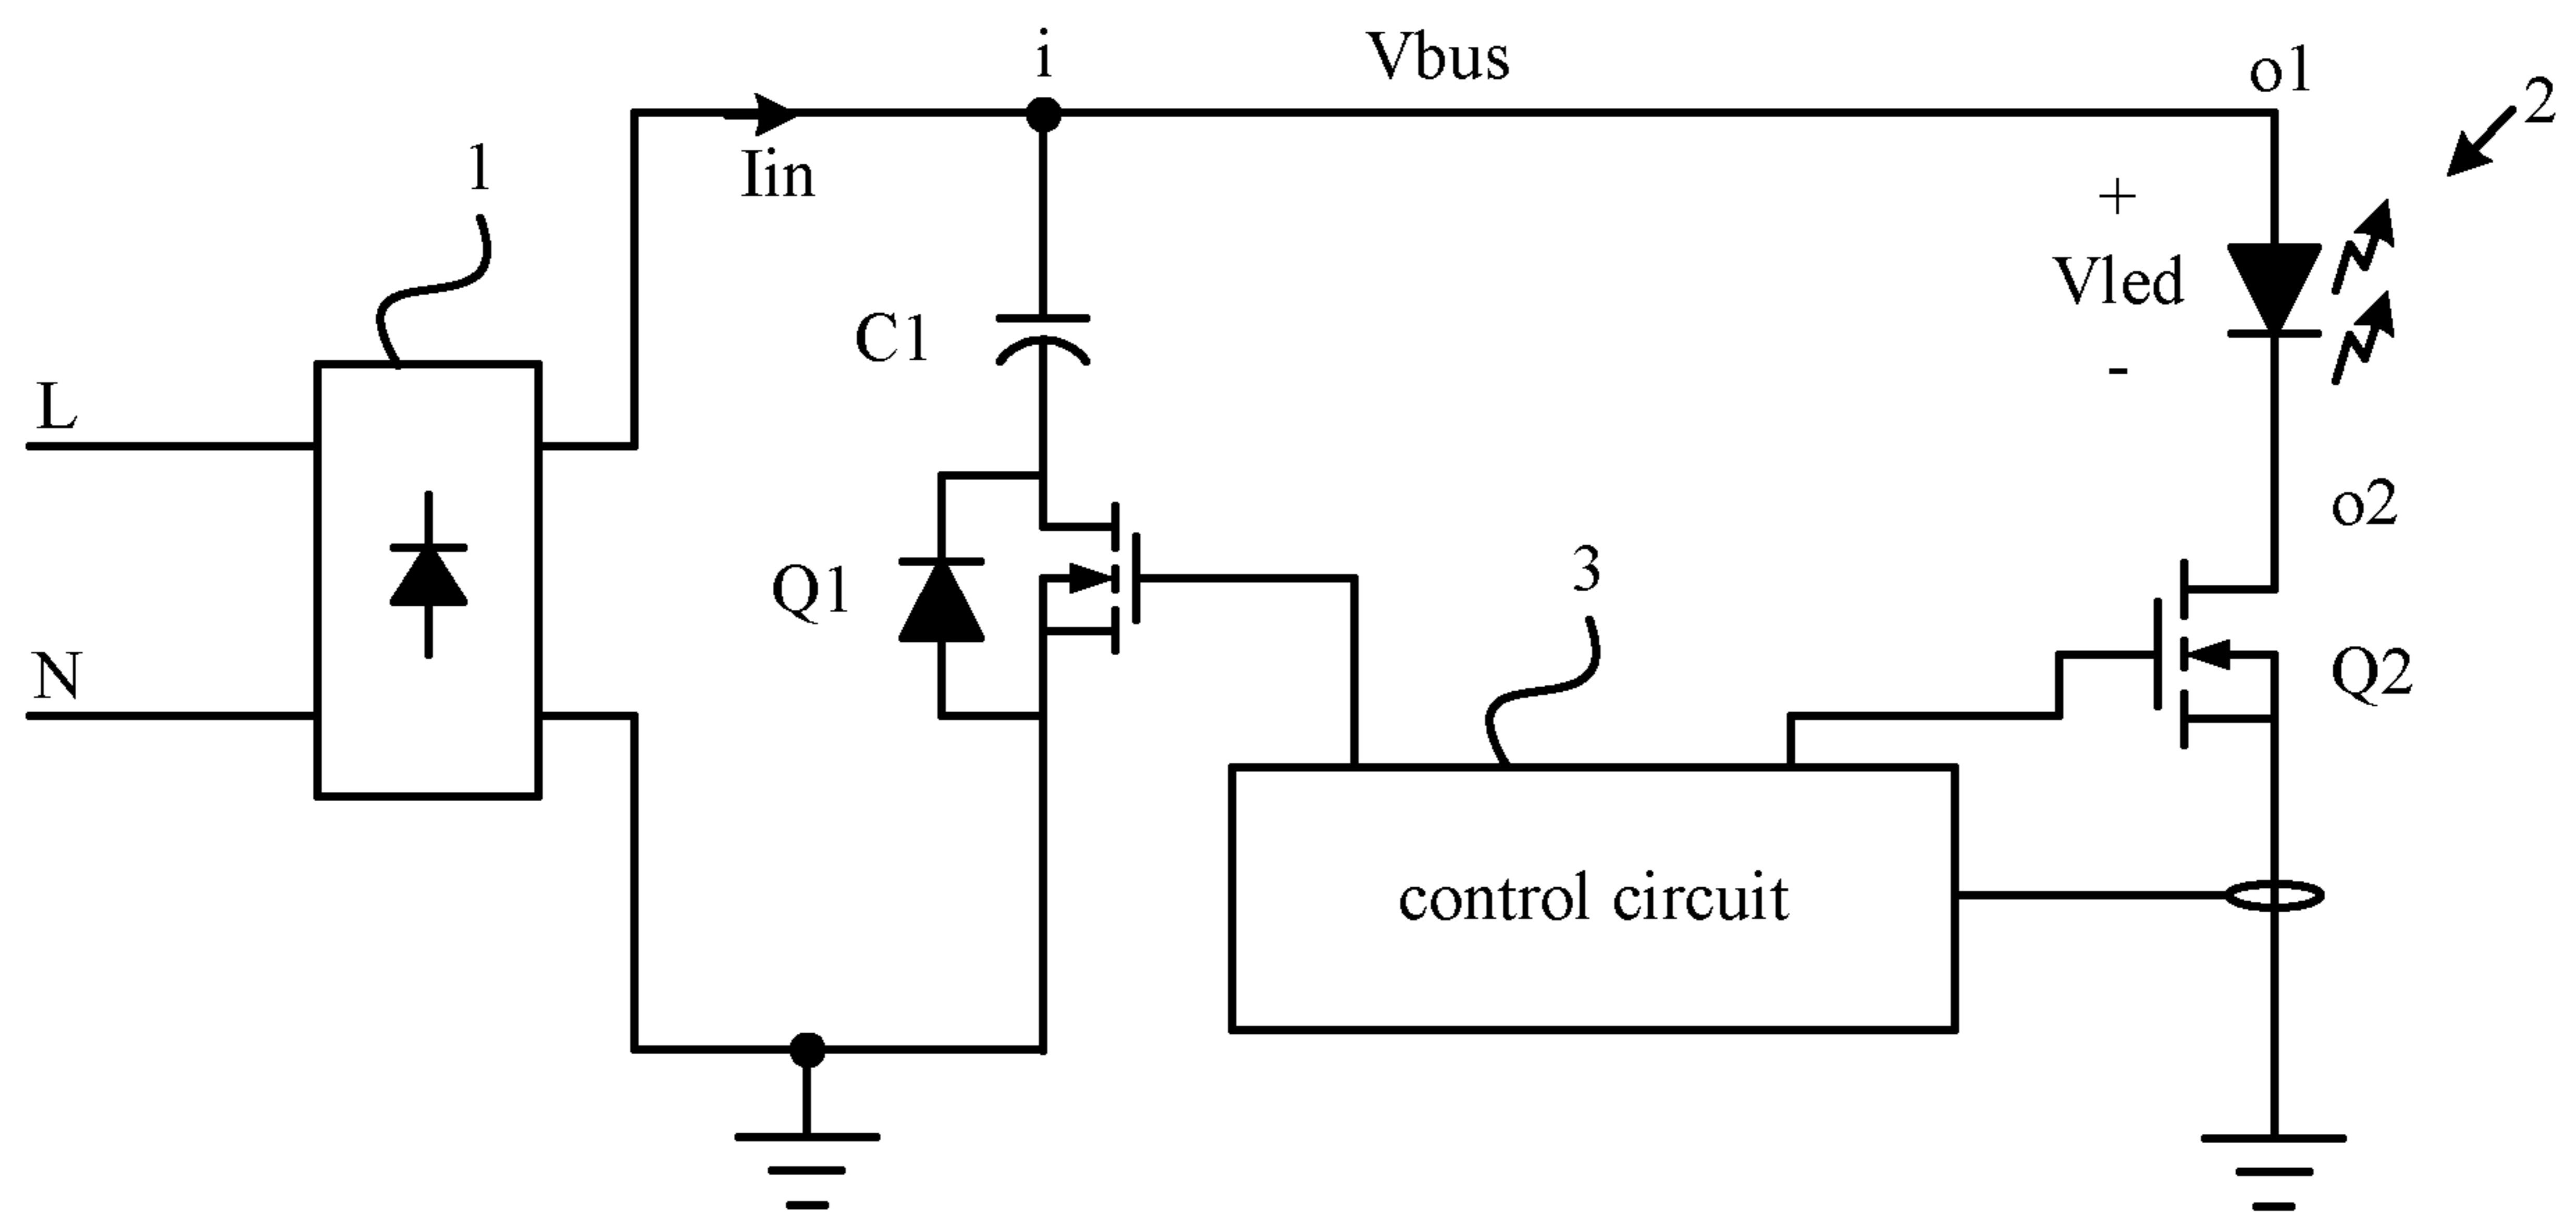 i
Vbus
o1
2
Iin
1
+
Vled
-
C1
L
o2
Q1
3
N
Q2
control circuit